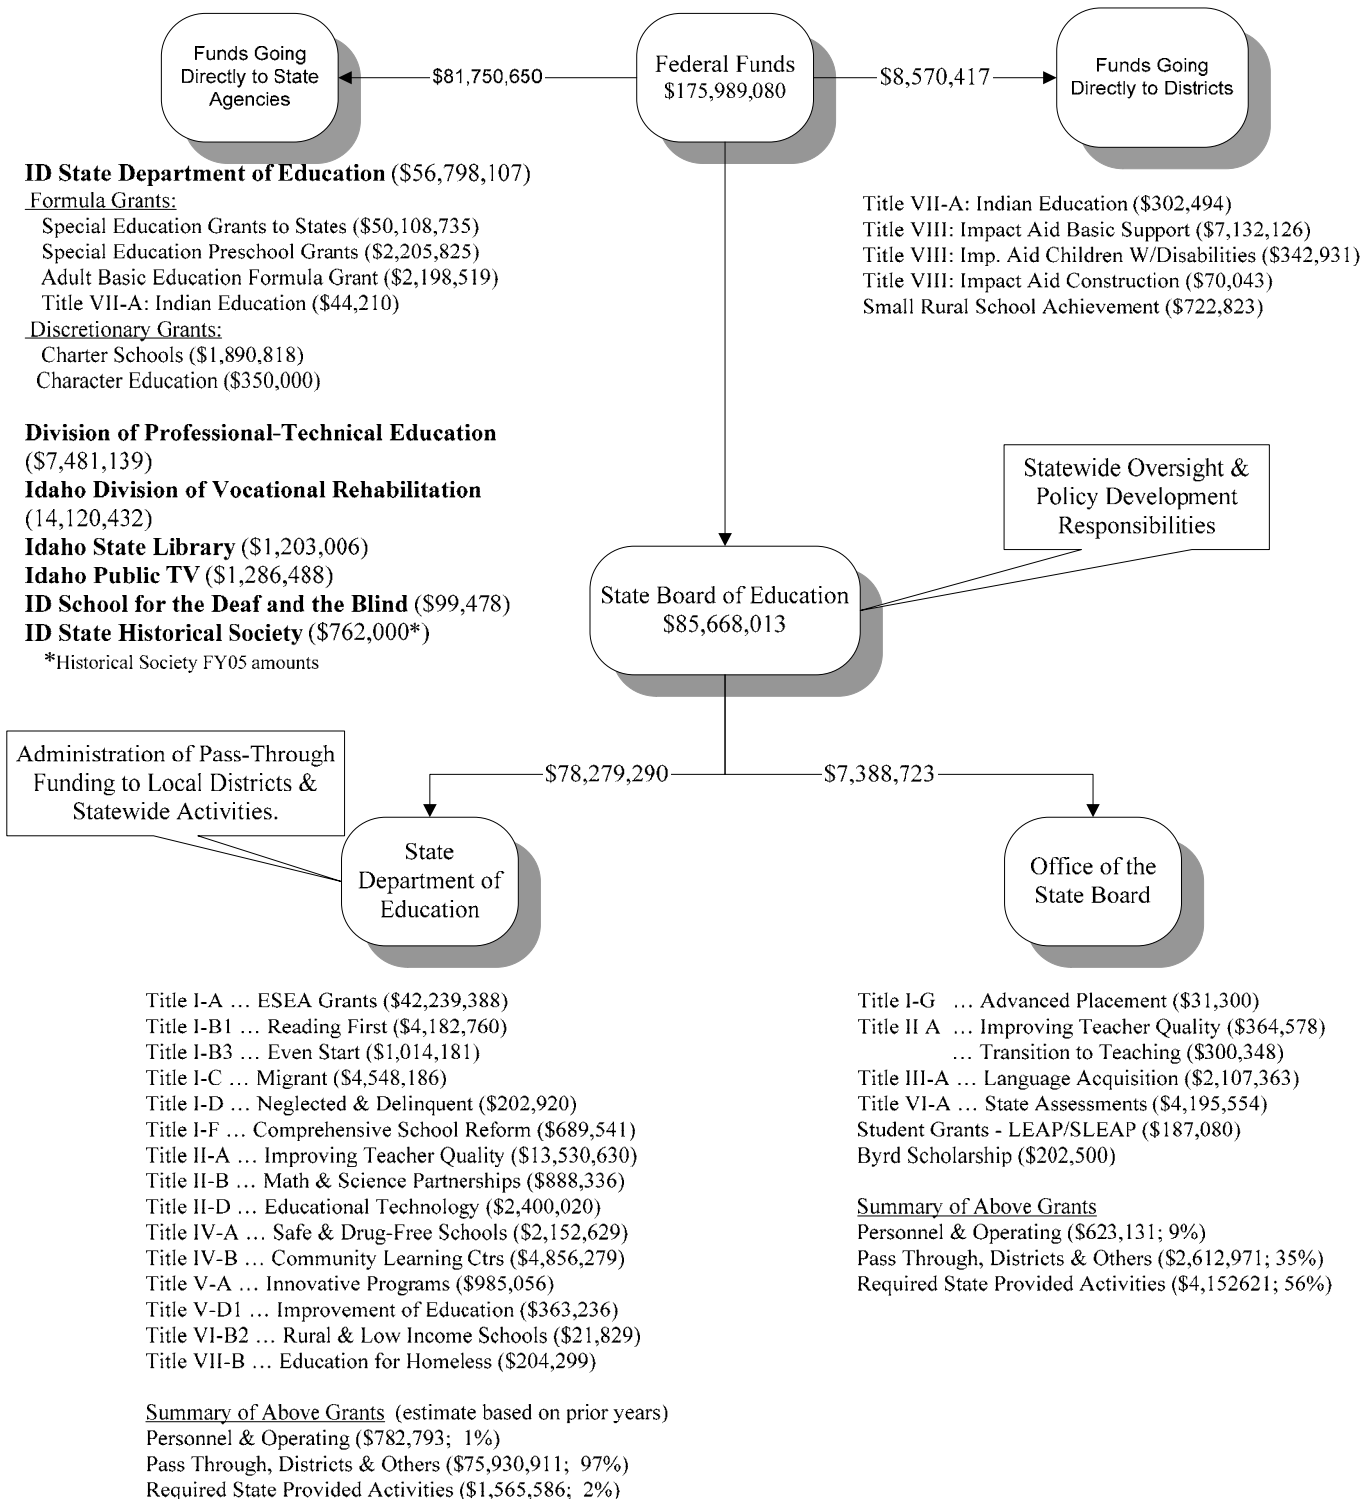 Funds Going
Directly to State
Agencies
$81,750,650
Federal Funds
$175,989,080
$8,570,417
Funds Going
Directly to Districts
ID State Department of Education ($56,798,107)
Formula Grants:
Special Education Grants to States ($50,108,735)
Special Education Preschool Grants ($2,205,825)
Adult Basic Education Formula Grant ($2,198,519)
Title VII-A: Indian Education ($44,210)
Discretionary Grants:
Charter Schools ($1,890,818)
Character Education ($350,000)
Division of Professional-Technical Education
($7,481,139)
Idaho Division of Vocational Rehabilitation
(14,120,432)
Idaho State Library ($1,203,006)
Idaho Public TV ($1,286,488)
ID School for the Deaf and the Blind ($99,478)
ID State Historical Society ($762,000*)
*Historical Society FY05 amounts
Title VII-A: Indian Education ($302,494)
Title VIII: Impact Aid Basic Support ($7,132,126)
Title VIII: Imp. Aid Children W/Disabilities ($342,931)
Title VIII: Impact Aid Construction ($70,043)
Small Rural School Achievement ($722,823)
Statewide Oversight &
Policy Development
Responsibilities
State Board of Education
$85,668,013
Administration of Pass-Through
Funding to Local Districts &
Statewide Activities.
$78,279,290
$7,388,723
State
Department of
Education
Office of the
State Board
Title I-A … ESEA Grants ($42,239,388)
Title I-B1 … Reading First ($4,182,760)
Title I-B3 … Even Start ($1,014,181)
Title I-C … Migrant ($4,548,186)
Title I-D … Neglected & Delinquent ($202,920)
Title I-F … Comprehensive School Reform ($689,541)
Title II-A … Improving Teacher Quality ($13,530,630)
Title II-B … Math & Science Partnerships ($888,336)
Title II-D … Educational Technology ($2,400,020)
Title IV-A … Safe & Drug-Free Schools ($2,152,629)
Title IV-B … Community Learning Ctrs ($4,856,279)
Title V-A … Innovative Programs ($985,056)
Title V-D1 … Improvement of Education ($363,236)
Title VI-B2 … Rural & Low Income Schools ($21,829)
Title VII-B … Education for Homeless ($204,299)
Summary of Above Grants (estimate based on prior years)
Personnel & Operating ($782,793; 1%)
Pass Through, Districts & Others ($75,930,911; 97%)
Required State Provided Activities ($1,565,586; 2%)
Title I-G … Advanced Placement ($31,300)
Title II A … Improving Teacher Quality ($364,578)
… Transition to Teaching ($300,348)
Title III-A … Language Acquisition ($2,107,363)
Title VI-A … State Assessments ($4,195,554)
Student Grants - LEAP/SLEAP ($187,080)
Byrd Scholarship ($202,500)
Summary of Above Grants
Personnel & Operating ($623,131; 9%)
Pass Through, Districts & Others ($2,612,971; 35%)
Required State Provided Activities ($4,152621; 56%)